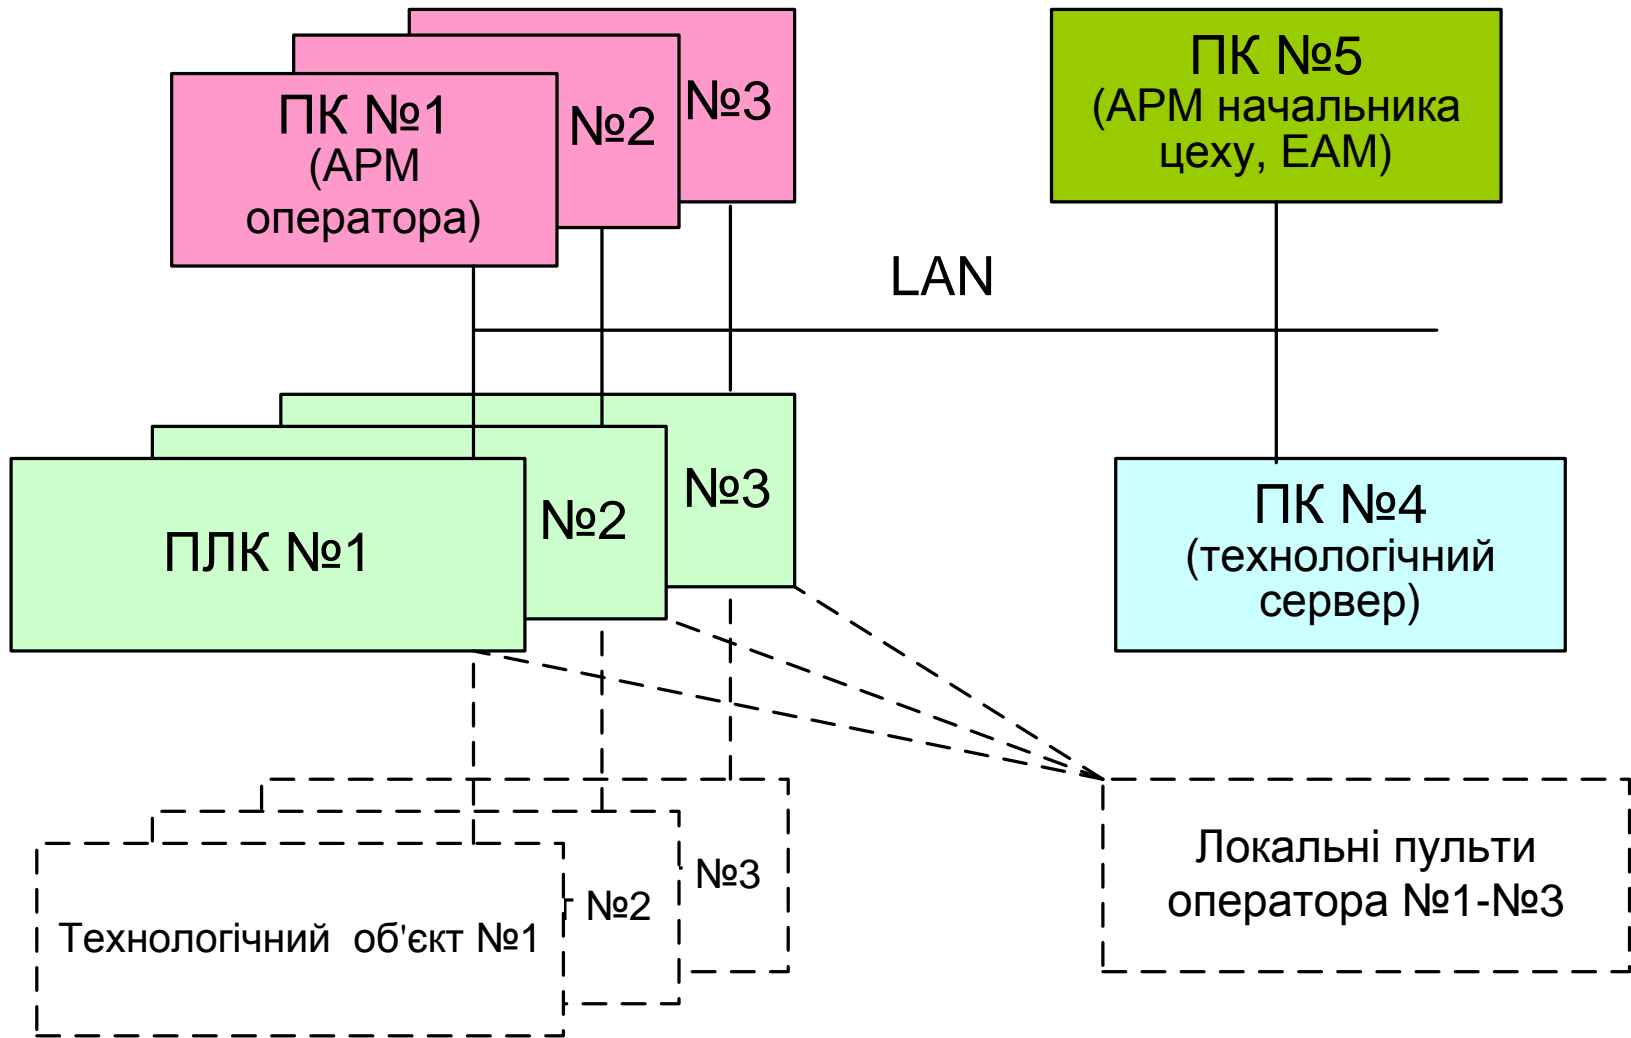 ПК №1
(АРМ
оператора)
№2
№3
ПК №5
(АРМ начальника
цеху, ЕАМ)
LAN
ПЛК №1
№2
№3
ПК №4
(технологічний
сервер)
Технологічний об'єкт №1
№2
№3
Локальні пульти
оператора №1-№3